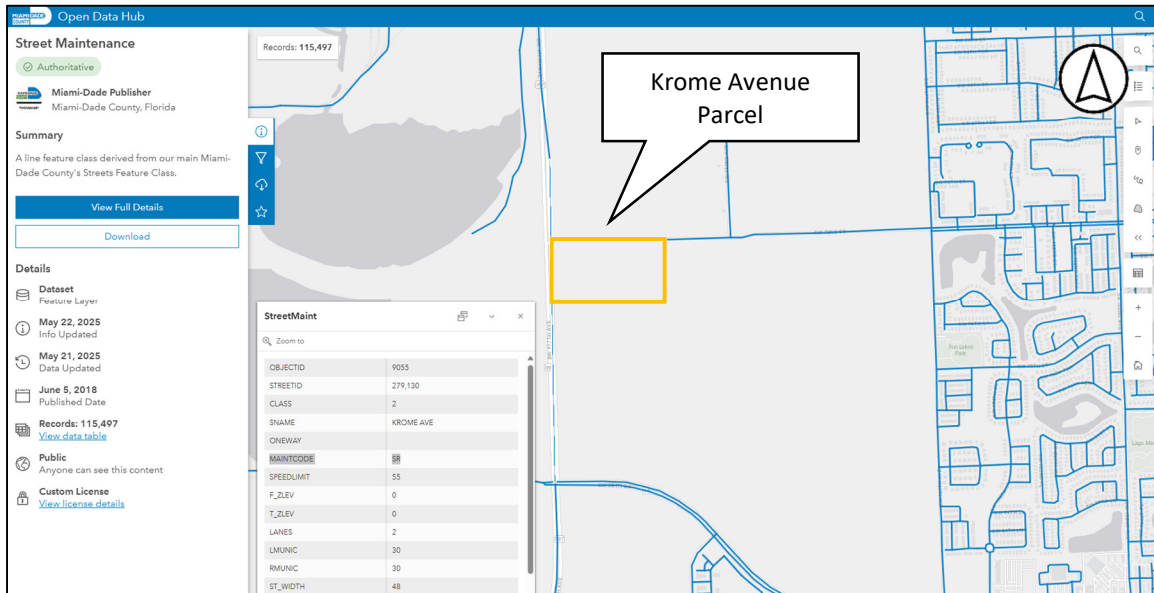 MIAMI-DADE
COUNTY
Open Data Hub
Street Maintenance
Authoritative
Miami-Dade Publisher
Miami-Dade County, Florida
Summary
A line feature class derived from our main Miami-
Dade County's Streets Feature Class.
View Full Details
Download
Details
Dataset
Feature Layer
May 22, 2025
Info Updated
May 21, 2025
Data Updated
June 5, 2018
Published Date
Records: 115,497
View data table
Public
Anyone can see this content
Custom License
View license details
Records: 115,497
Krome Avenue
Parcel
StreetMaint
Zoom to
OBJECTID 9055
STREETID 279,130
CLASS 2
SNAME KROME AVE
ONEWAY
MAINTCODE SR
SPEEDLIMIT 55
F_ZLEV 0
T_ZLEV 0
LANES 2
LMUNIC 30
RMUNIC 30
ST_WIDTH 48